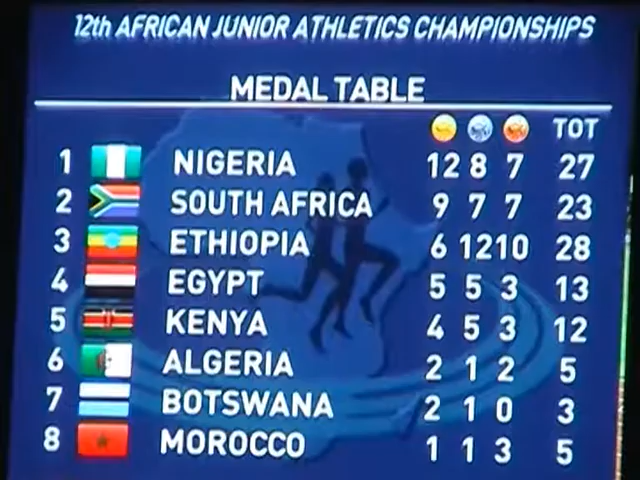 12th AFRICAN JUNIOR ATHLETICS CHAMPIONSHIPS
MEDAL TABLE
TOT
1 NIGERIA 12 8 7 27
2 SOUTH AFRICA 9 7 7 23
3 ETHIOPIA 6 12 10 28
4 EGYPT 5 5 3 13
5 KENYA 4 5 3 12
6 ALGERIA 2 1 2 5
7 BOTSWANA 2 1 0 3
8 MOROCCO 1 1 3 5